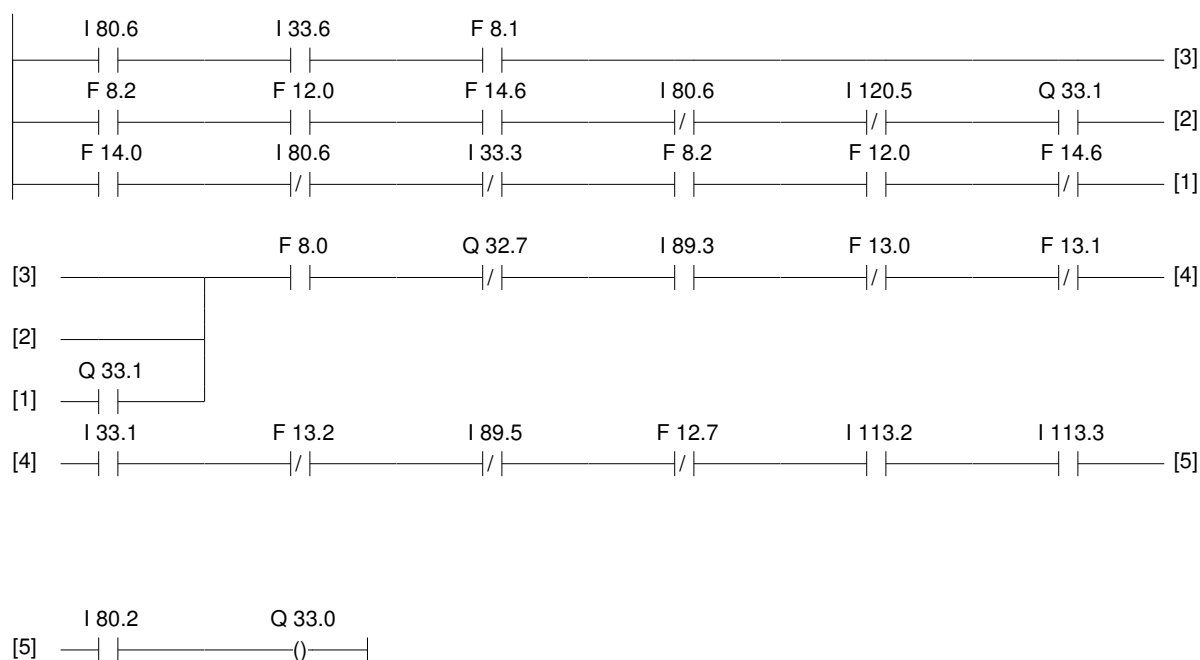 I 80.6 I 33.6 F 8.1
[3]
F 8.2 F 12.0 F 14.6 I 80.6 I 120.5 Q 33.1
/ / [2]
F 14.0 I 80.6 I 33.3 F 8.2 F 12.0 F 14.6
/ / / [1]
F 8.0 Q 32.7 I 89.3 F 13.0 F 13.1
[3] / / / [4]
[2]
Q 33.1
[1]
I 33.1 F 13.2 I 89.5 F 12.7 I 113.2 I 113.3
[4] / / / [5]
I 80.2 Q 33.0
[5] ()